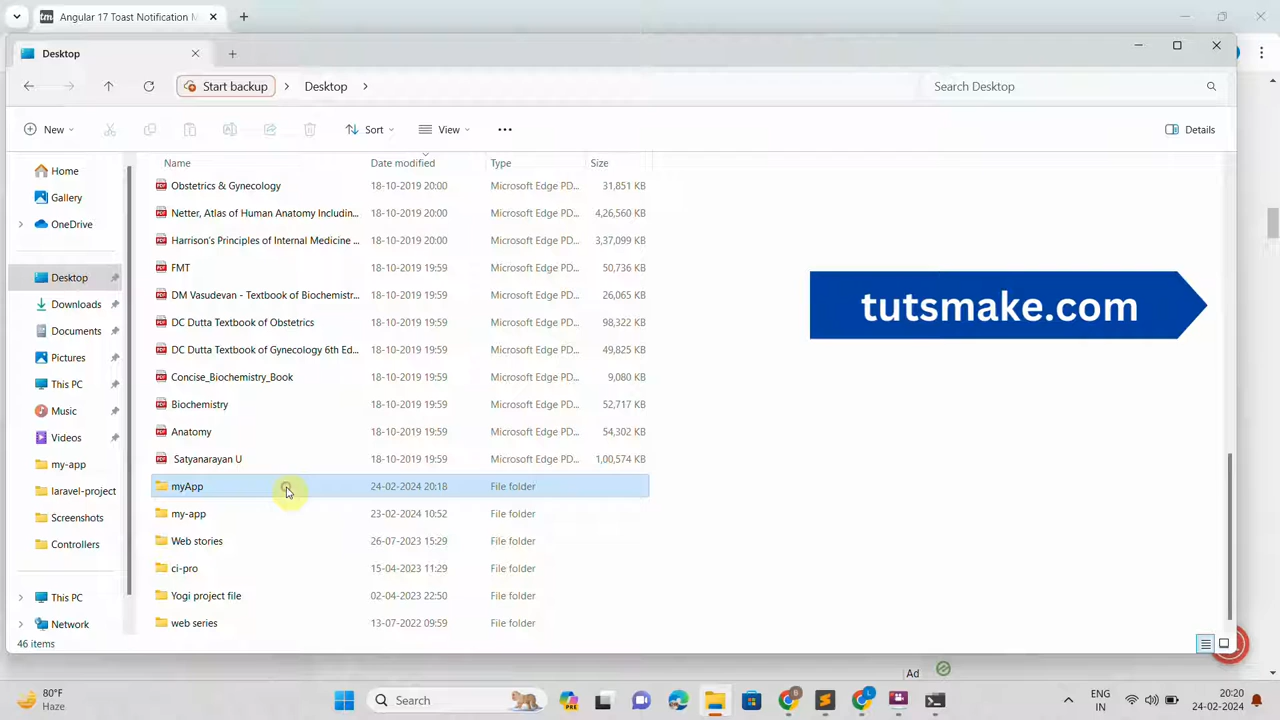 Angular 17 Toast Notification M
Desktop
Start backup
Desktop
Search Desktop
New
Sort
View
Details
Name
Date modified
Type
Size
Obstetrics & Gynecology 18-10-2019 20:00 Microsoft Edge PD... 31,851 KB
Netter, Atlas of Human Anatomy Includin... 18-10-2019 20:00 Microsoft Edge PD... 4,26,560 KB
Harrison's Principles of Internal Medicine ... 18-10-2019 20:00 Microsoft Edge PD... 3,37,099 KB
FMT 18-10-2019 19:59 Microsoft Edge PD... 50,736 KB
DM Vasudevan - Textbook of Biochemistr... 18-10-2019 19:59 Microsoft Edge PD... 26,065 KB
DC Dutta Textbook of Obstetrics 18-10-2019 19:59 Microsoft Edge PD... 98,322 KB
DC Dutta Textbook of Gynecology 6th Ed... 18-10-2019 19:59 Microsoft Edge PD... 49,825 KB
Concise_Biochemistry_Book 18-10-2019 19:59 Microsoft Edge PD... 9,080 KB
Biochemistry 18-10-2019 19:59 Microsoft Edge PD... 52,717 KB
Anatomy 18-10-2019 19:59 Microsoft Edge PD... 54,302 KB
Satyanarayan U 18-10-2019 19:59 Microsoft Edge PD... 1,00,574 KB
myApp 24-02-2024 20:18 File folder
my-app 23-02-2024 10:52 File folder
Web stories 26-07-2023 15:29 File folder
ci-pro 15-04-2023 11:29 File folder
Yogi project file 02-04-2023 22:50 File folder
web series 13-07-2022 09:59 File folder
Home
Gallery
OneDrive
Desktop
Downloads
Documents
Pictures
This PC
Music
Videos
my-app
laravel-project
Screenshots
Controllers
This PC
Network
tutsmake.com
46 items
Ad
80°F
Haze
Search
PRE
ENG
IN
20:20
24-02-2024